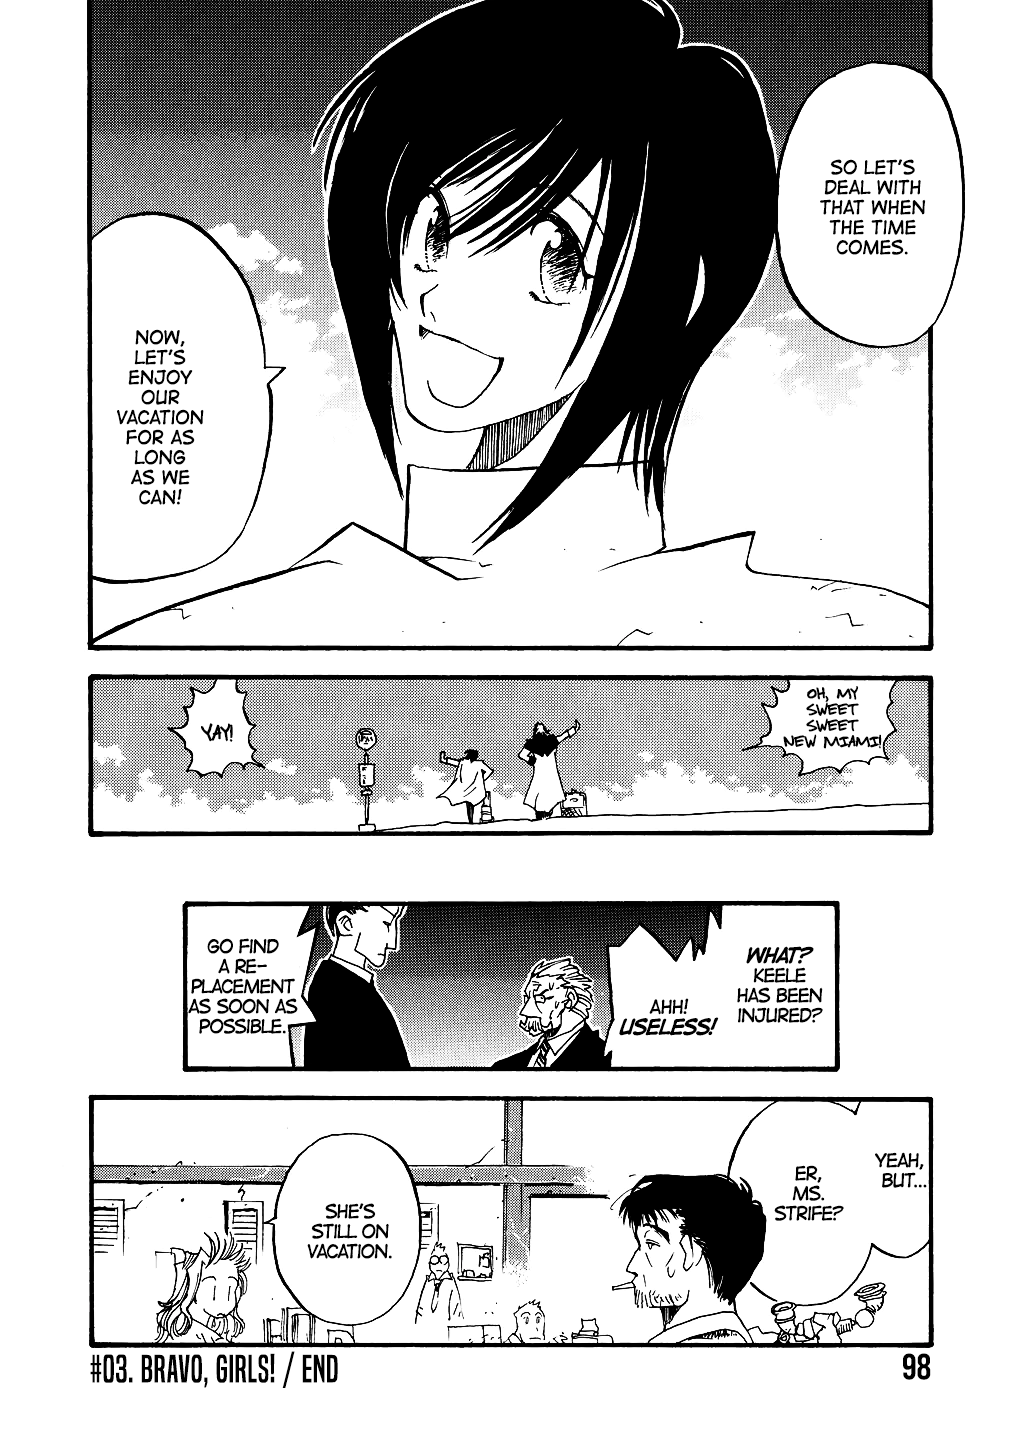 SO LET'S
DEAL WITH
THAT WHEN
THE TIME
COMES.
NOW,
LET'S
ENJOY
OUR
VACATION
FOR AS
LONG
AS WE
CAN!
OH, MY
SWEET
SWEET
NEW MIAMI!
YAY!
WHAT?
KEELE
HAS BEEN
INJURED?
AHH!
USELESS!
GO FIND
A RE-
PLACEMENT
AS SOON AS
POSSIBLE.
YEAH,
BUT...
ER,
MS.
STRIFE?
SHE'S
STILL ON
VACATION.
#03. BRAVO, GIRLS! / END
98